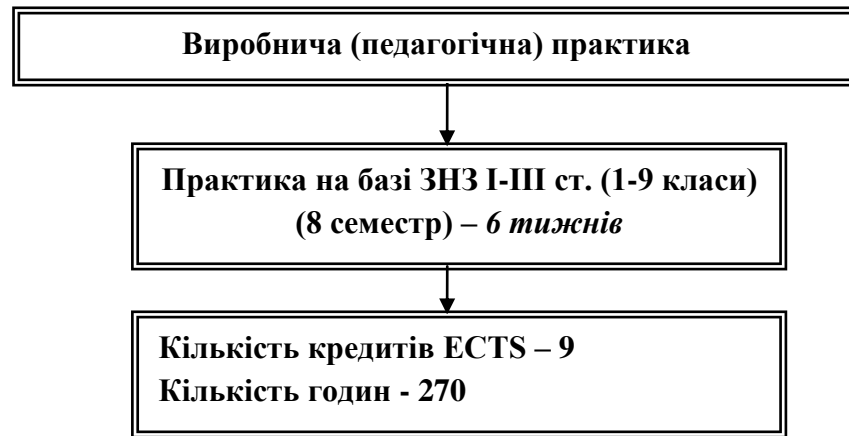 Виробнича (педагогічна) практика
Практика на базі ЗНЗ І-ІІІ ст. (1-9 класи)
(8 семестр) – 6 тижнів
Кількість кредитів ECTS – 9
Кількість годин - 270